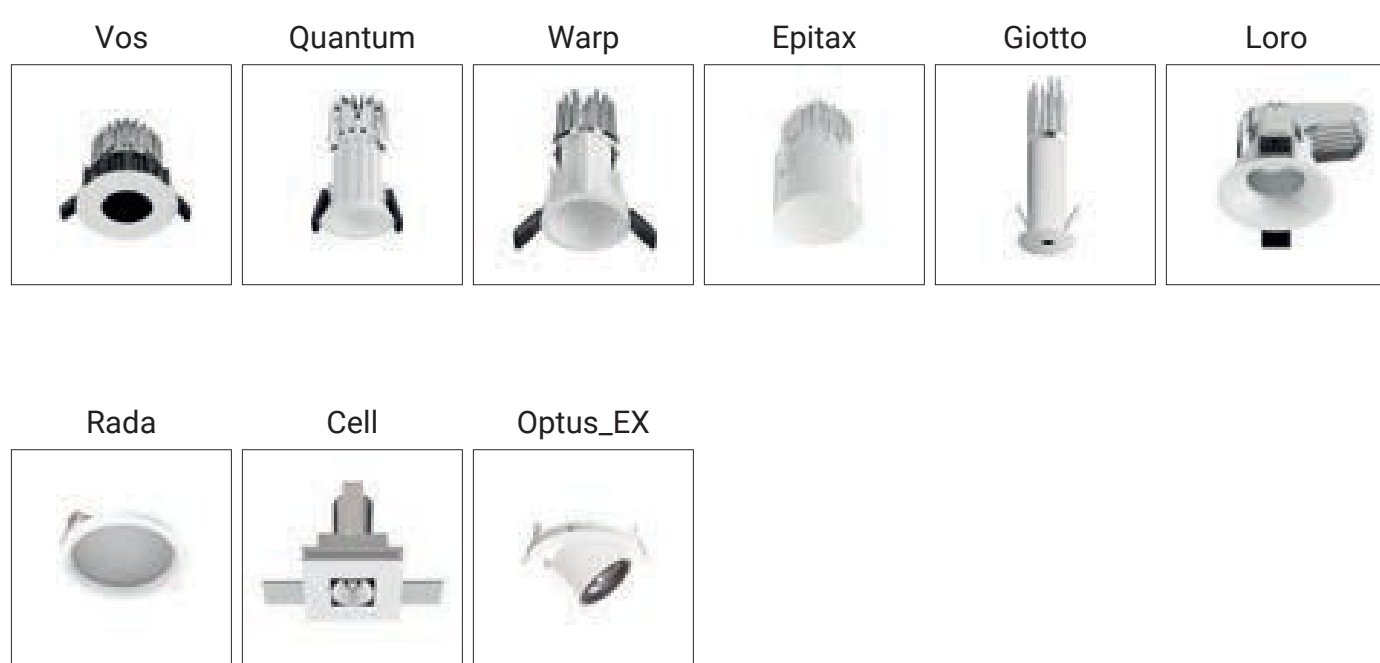 Vos
Quantum
Warp
Epitax
Giotto
Loro
Rada
Cell
Optus_EX